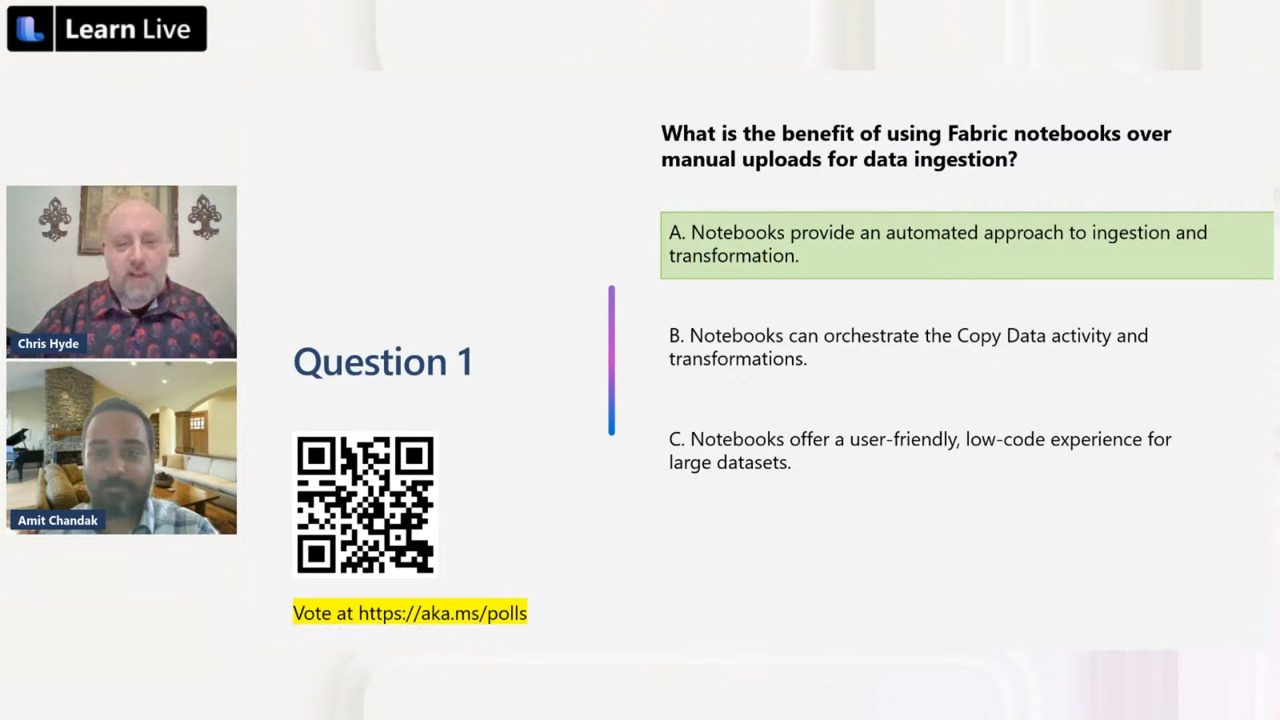 Learn Live
What is the benefit of using Fabric notebooks over
manual uploads for data ingestion?
A. Notebooks provide an automated approach to ingestion and
transformation.
B. Notebooks can orchestrate the Copy Data activity and
transformations.
C. Notebooks offer a user-friendly, low-code experience for
large datasets.
Question 1
Vote at https://aka.ms/polls
Chris Hyde
Amit Chandak